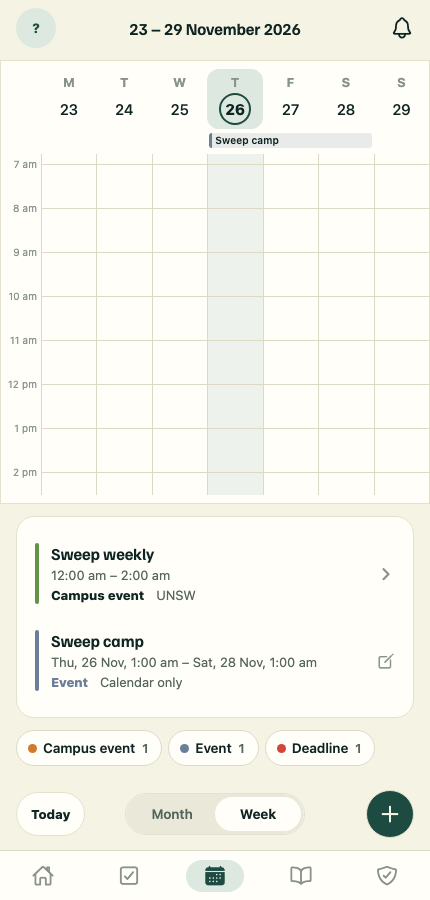 ?
23 – 29 November 2026
M T W T F S S
23 24 25 26 27 28 29
Sweep camp
7 am
8 am
9 am
10 am
11 am
12 pm
1 pm
2 pm
Sweep weekly
12:00 am – 2:00 am
Campus event UNSW
Sweep camp
Thu, 26 Nov, 1:00 am – Sat, 28 Nov, 1:00 am
Event Calendar only
Campus event 1 Event 1 Deadline 1
Today Month Week